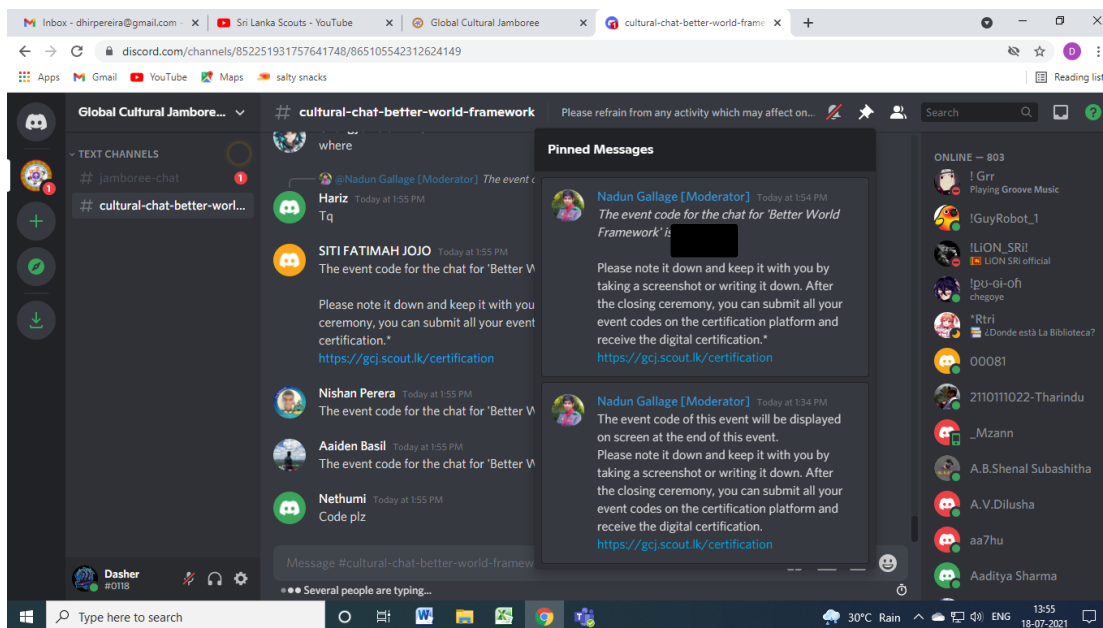 Inbox - dhirpereira@gmail.com -
Sri Lanka Scouts - YouTube
Global Cultural Jamboree
cultural-chat-better-world-frame
discord.com/channels/852251931757641748/865105542312624149
D
Apps
Gmail
YouTube
Maps
salty snacks
Reading list
Global Cultural Jambore...
TEXT CHANNELS
# jamboree-chat
1
# cultural-chat-better-worl...
1
Dasher
#0118
# cultural-chat-better-world-framework
Please refrain from any activity which may affect on...
Search
where
@Nadun Gallage [Moderator] The event c
Hariz Today at 1:55 PM
Tq
SITI FATIMAH JOJO Today at 1:55 PM
The event code for the chat for 'Better W
Please note it down and keep it with you
ceremony, you can submit all your event
certification.*
https://gcj.scout.lk/certification
Nishan Perera Today at 1:55 PM
The event code for the chat for 'Better W
Aaiden Basil Today at 1:55 PM
The event code for the chat for 'Better W
Nethumi Today at 1:55 PM
Code plz
Message #cultural-chat-better-world-framew
Several people are typing...
Pinned Messages
Nadun Gallage [Moderator] Today at 1:54 PM
The event code for the chat for 'Better World
Framework' is
Please note it down and keep it with you by
taking a screenshot or writing it down. After
the closing ceremony, you can submit all your
event codes on the certification platform and
receive the digital certification.*
https://gcj.scout.lk/certification
Nadun Gallage [Moderator] Today at 1:34 PM
The event code of this event will be displayed
on screen at the end of this event.
Please note it down and keep it with you by
taking a screenshot or writing it down. After
the closing ceremony, you can submit all your
event codes on the certification platform and
receive the digital certification.
https://gcj.scout.lk/certification
ONLINE — 803
! Grr
Playing Groove Music
!GuyRobot_1
!LiON_SRi!
LiON SRi official
chegoye
*Rtri
¿Donde està La Biblioteca?
00081
2110111022-Tharindu
_Mzann
A.B.Shenal Subashitha
A.V.Dilusha
aa7hu
Aaditya Sharma
Type here to search
30°C Rain
ENG
13:55
18-07-2021